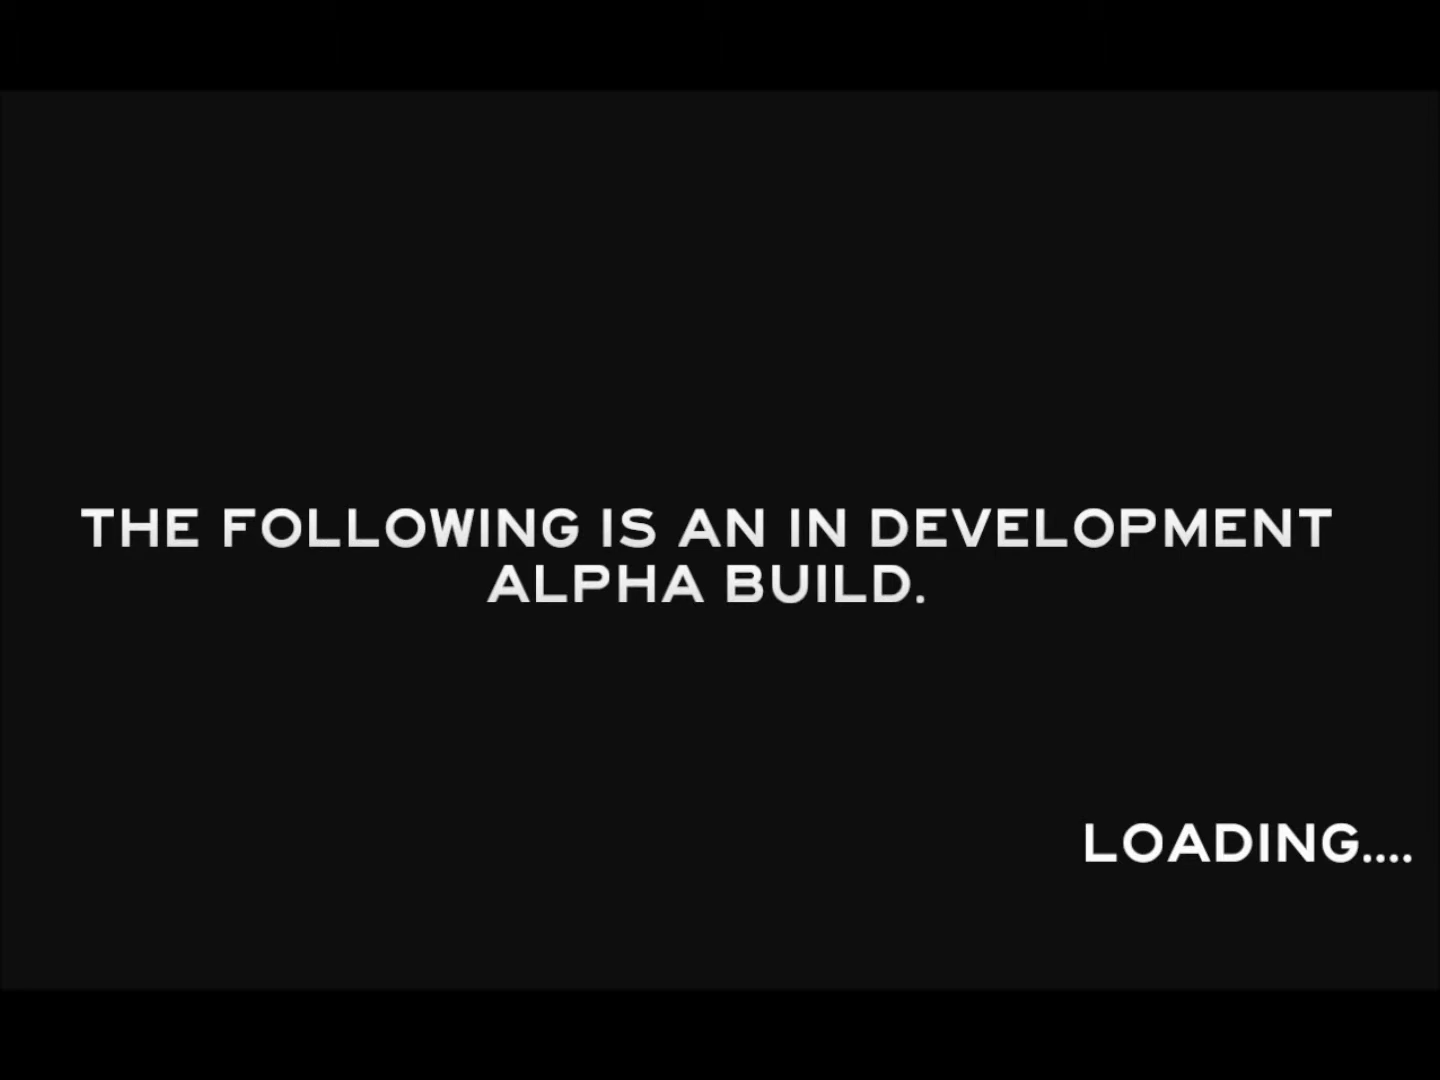 THE FOLLOWING IS AN IN DEVELOPMENT
ALPHA BUILD.
LOADING....